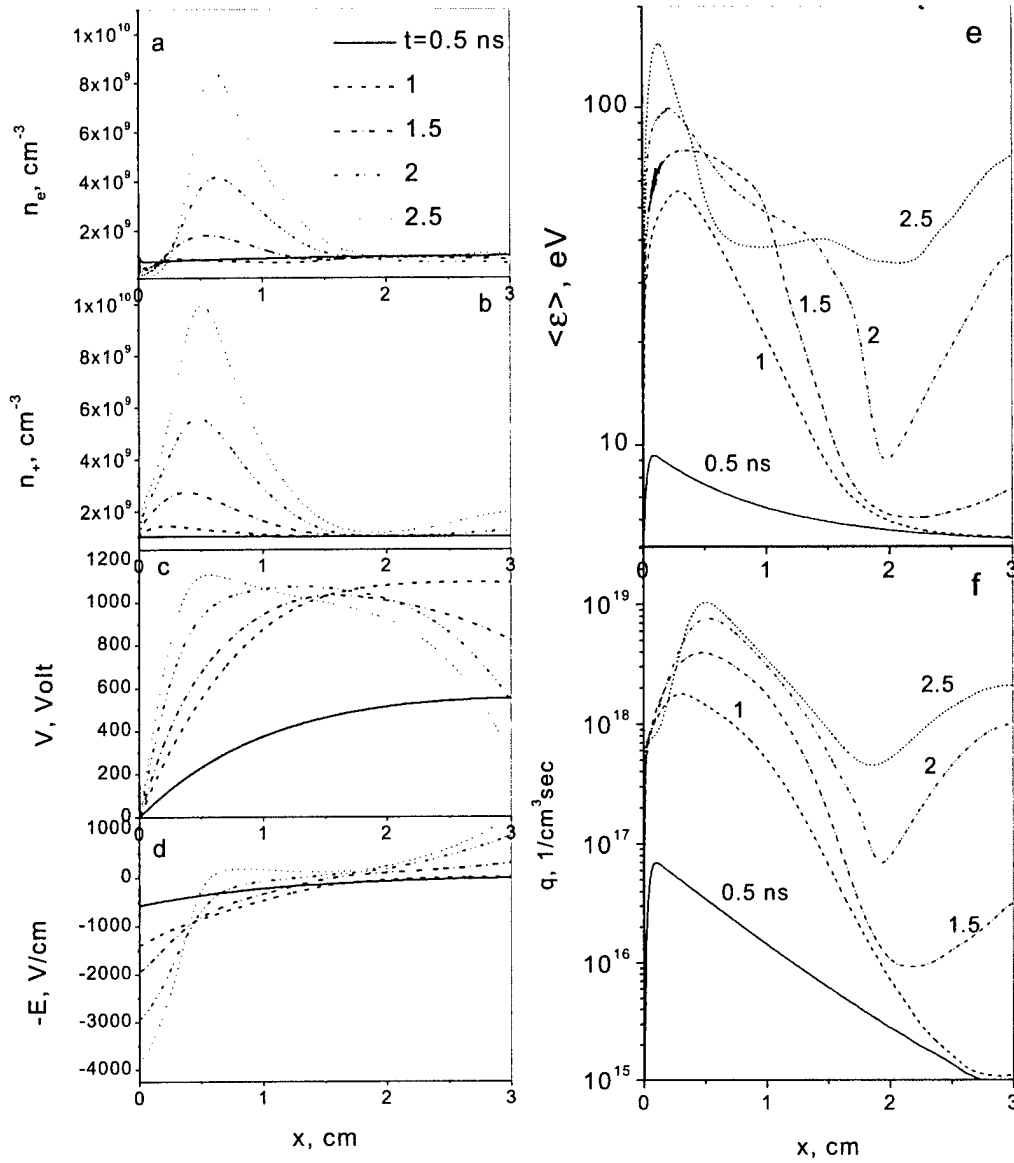 a
t=0.5 ns
1
1.5
2
2.5
1x10^10
8x10^9
6x10^9
4x10^9
2x10^9
n_e, cm^-3
0 1 2 3
b
1x10^10
8x10^9
6x10^9
4x10^9
2x10^9
n_+, cm^-3
0 1 2 3
c
1200
1000
800
600
400
200
0
V, Volt
0 1 2 3
d
1000
0
-1000
-2000
-3000
-4000
-E, V/cm
x, cm
e
100
10
<ε>, eV
2.5
1.5
2
1
0.5 ns
0 1 2 3
f
10^19
10^18
10^17
10^16
10^15
q, 1/cm^3sec
2.5
1
2
0.5 ns
1.5
0 1 2 3
x, cm